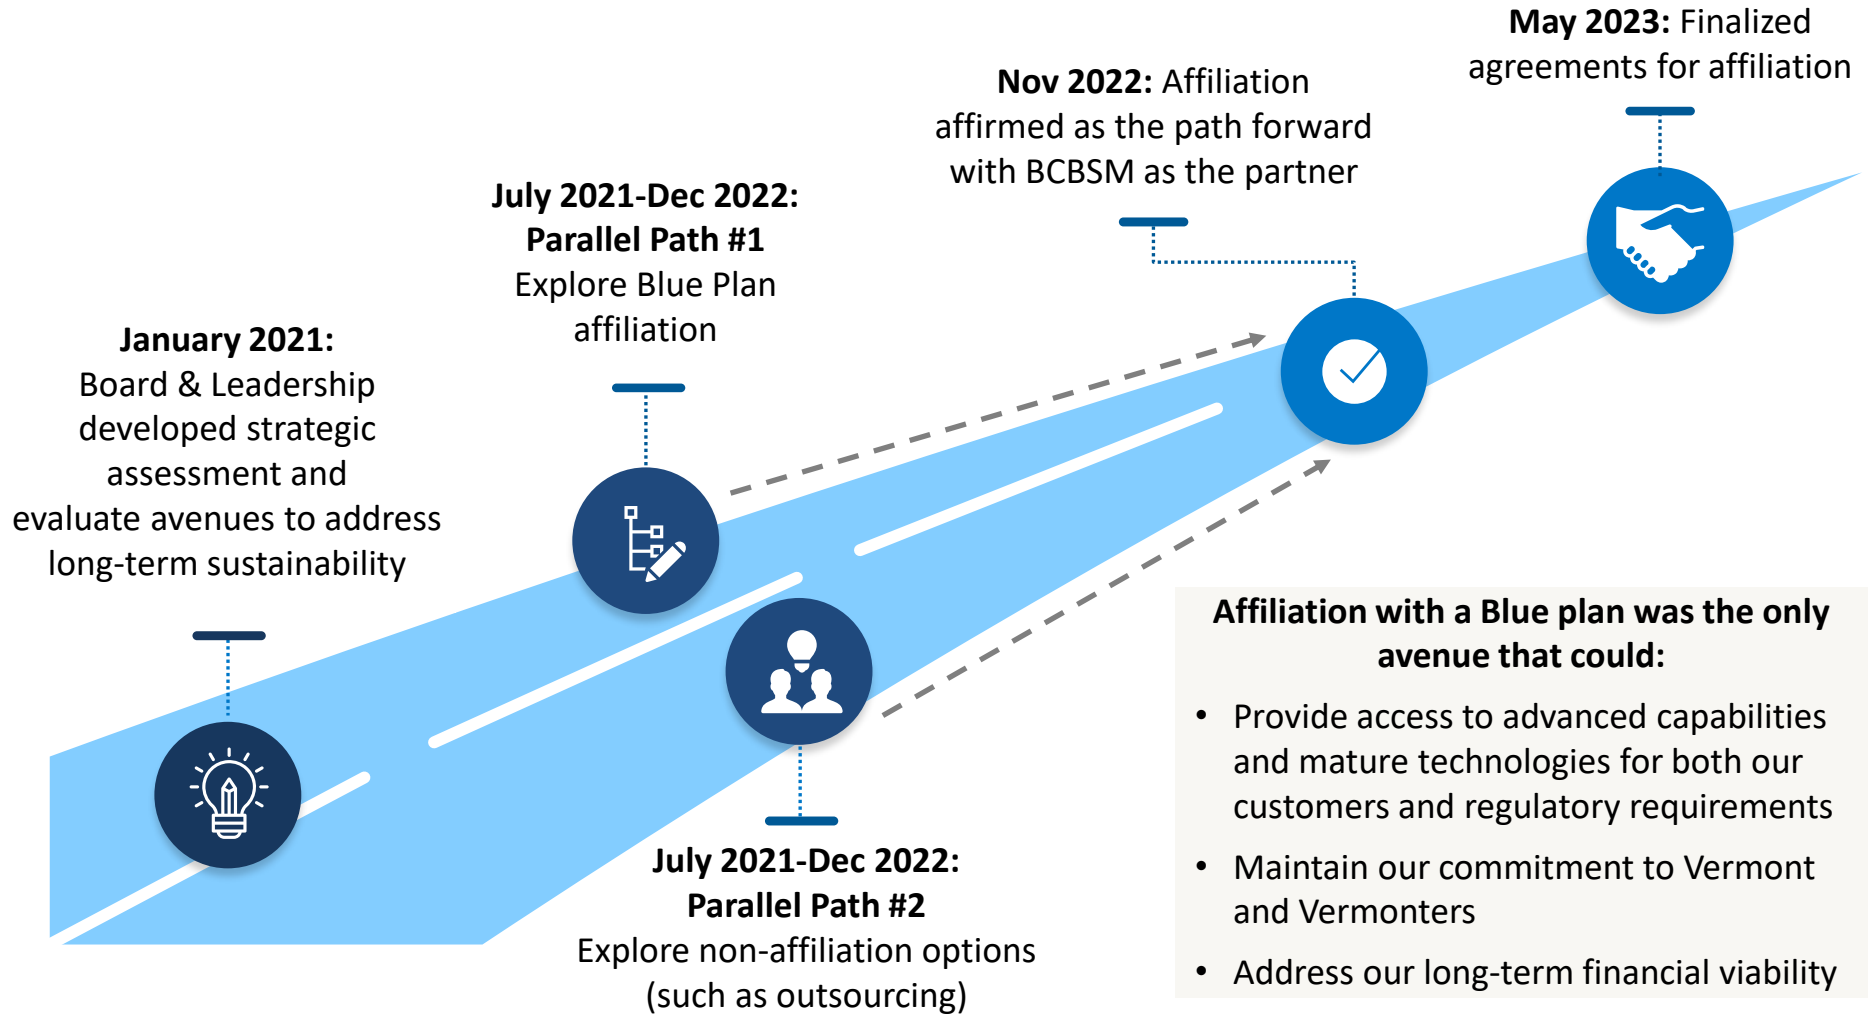 January 2021:
Board & Leadership
developed strategic
assessment and
evaluate avenues to address
long-term sustainability
July 2021-Dec 2022:
Parallel Path #1
Explore Blue Plan
affiliation
July 2021-Dec 2022:
Parallel Path #2
Explore non-affiliation options
(such as outsourcing)
Nov 2022: Affiliation
affirmed as the path forward
with BCBSM as the partner
May 2023: Finalized
agreements for affiliation
Affiliation with a Blue plan was the only
avenue that could:
• Provide access to advanced capabilities
and mature technologies for both our
customers and regulatory requirements
• Maintain our commitment to Vermont
and Vermonters
• Address our long-term financial viability